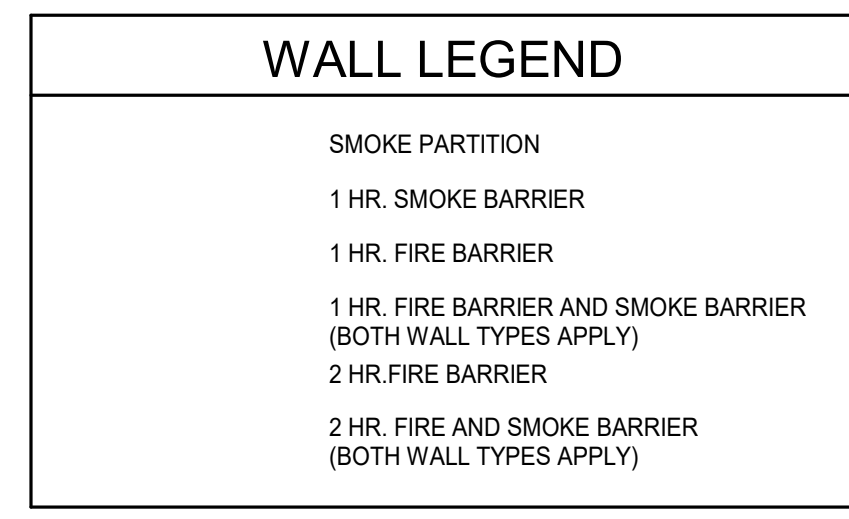 WALL LEGEND
SMOKE PARTITION
1 HR. SMOKE BARRIER
1 HR. FIRE BARRIER
1 HR. FIRE BARRIER AND SMOKE BARRIER
(BOTH WALL TYPES APPLY)
2 HR.FIRE BARRIER
2 HR. FIRE AND SMOKE BARRIER
(BOTH WALL TYPES APPLY)